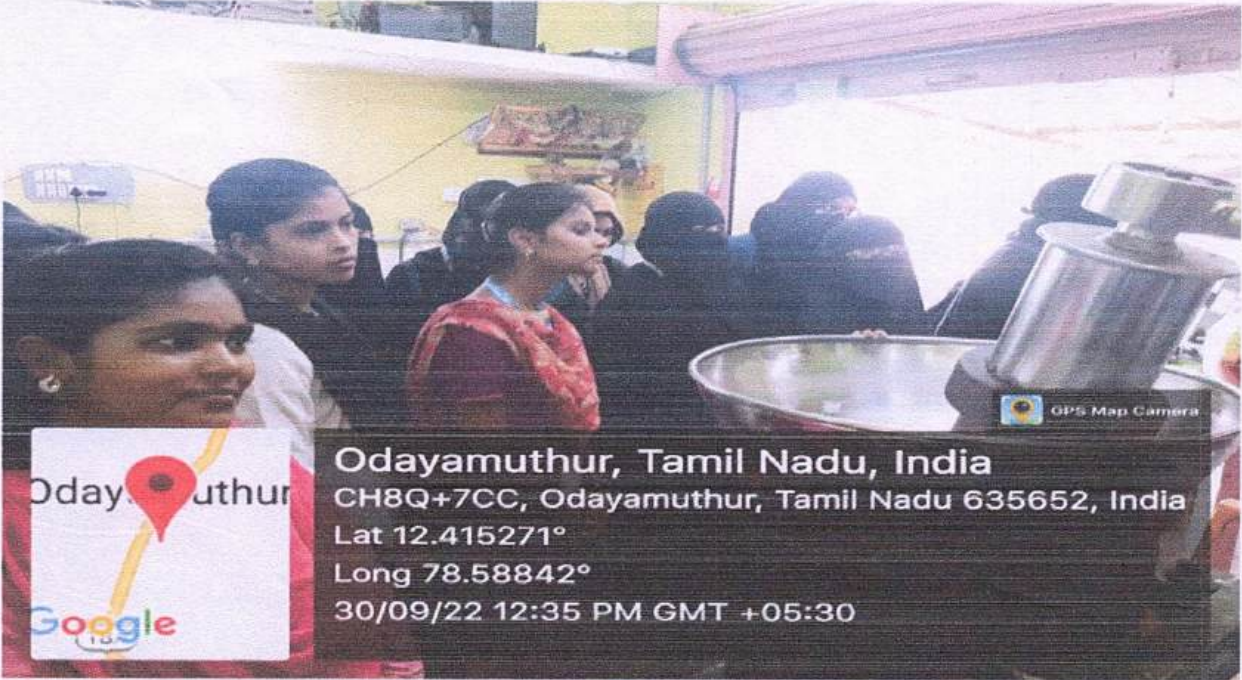 GPS Map Camera
Odayamuthur, Tamil Nadu, India
CH8Q+7CC, Odayamuthur, Tamil Nadu 635652, India
Lat 12.415271°
Long 78.58842°
30/09/22 12:35 PM GMT +05:30
Google